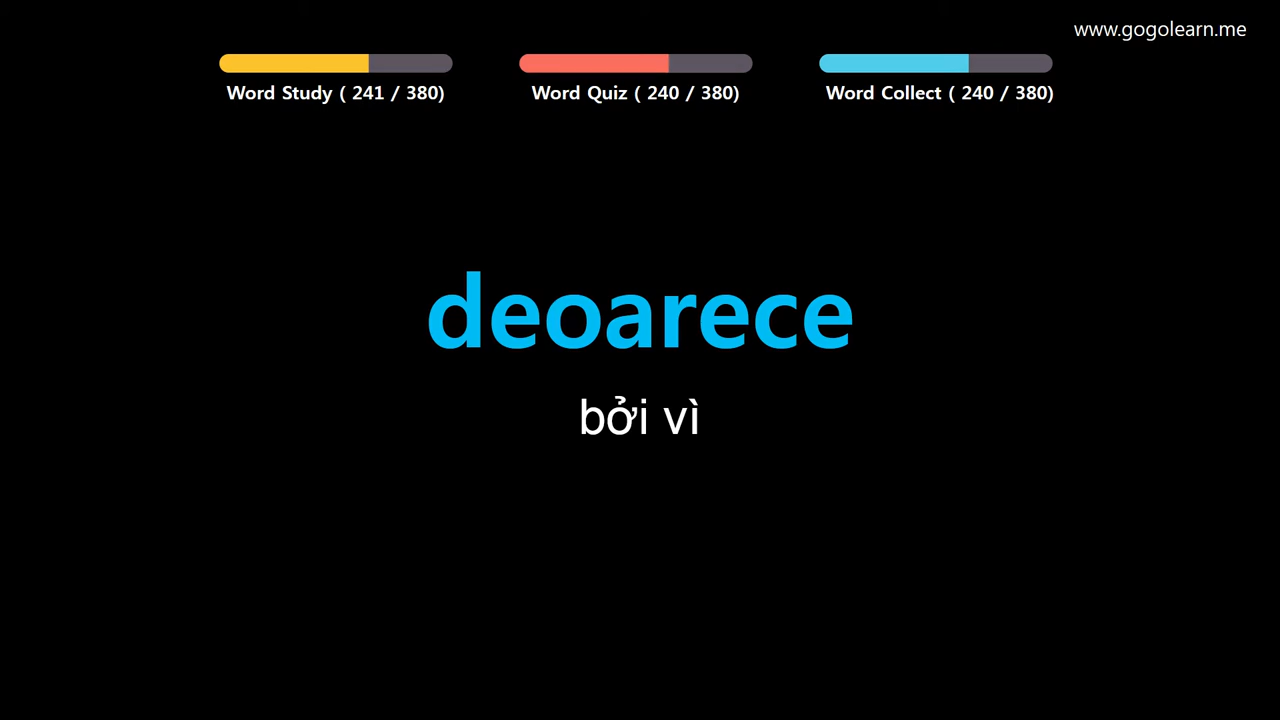 www.gogolearn.me
Word Study ( 241 / 380)
Word Quiz ( 240 / 380)
Word Collect ( 240 / 380)
deoarece
bởi vì